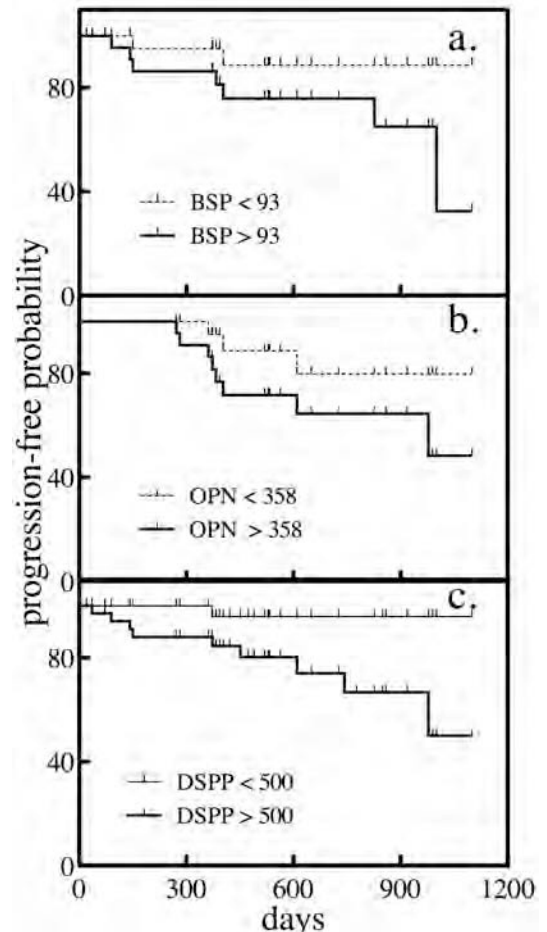 progression-free probability
a.
80
40
0
BSP < 93
BSP > 93
b.
80
40
0
OPN < 358
OPN > 358
c.
80
40
0
DSPP < 500
DSPP > 500
0 300 600 900 1200
days